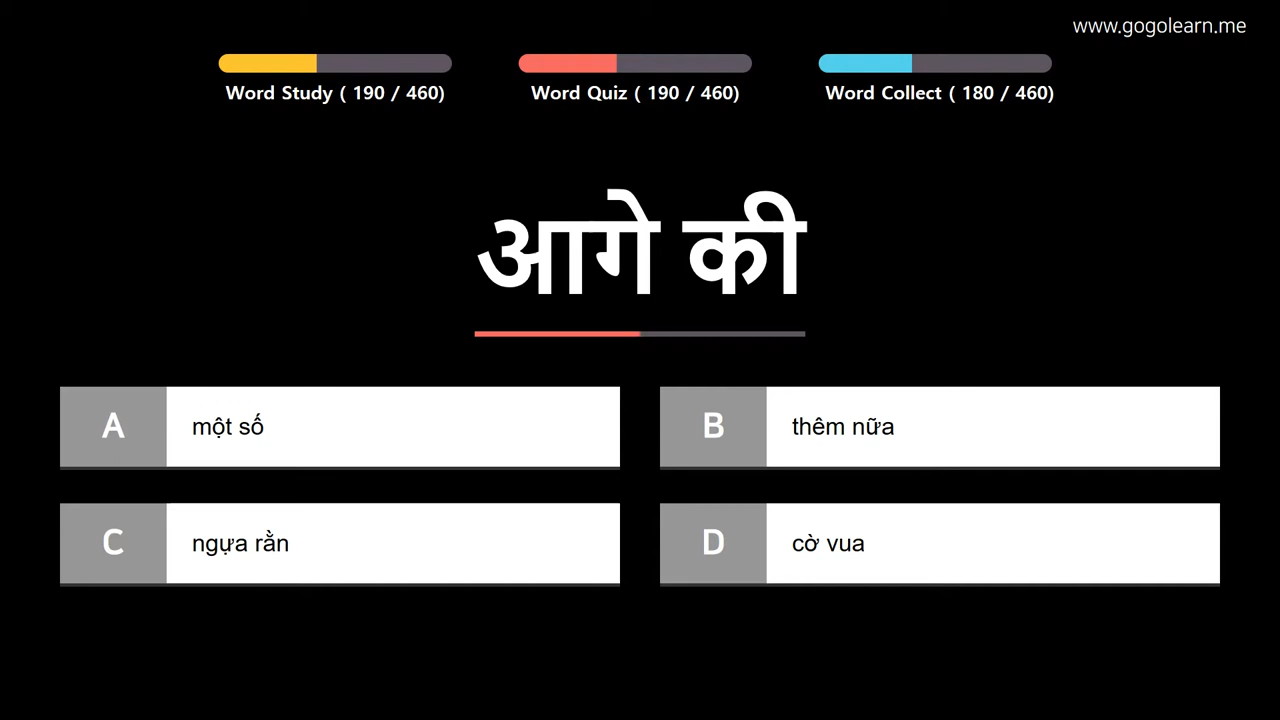 www.gogolearn.me
Word Study ( 190 / 460)
Word Quiz ( 190 / 460)
Word Collect ( 180 / 460)
आगे की
A
một số
B
thêm nữa
C
ngựa rằn
D
cờ vua